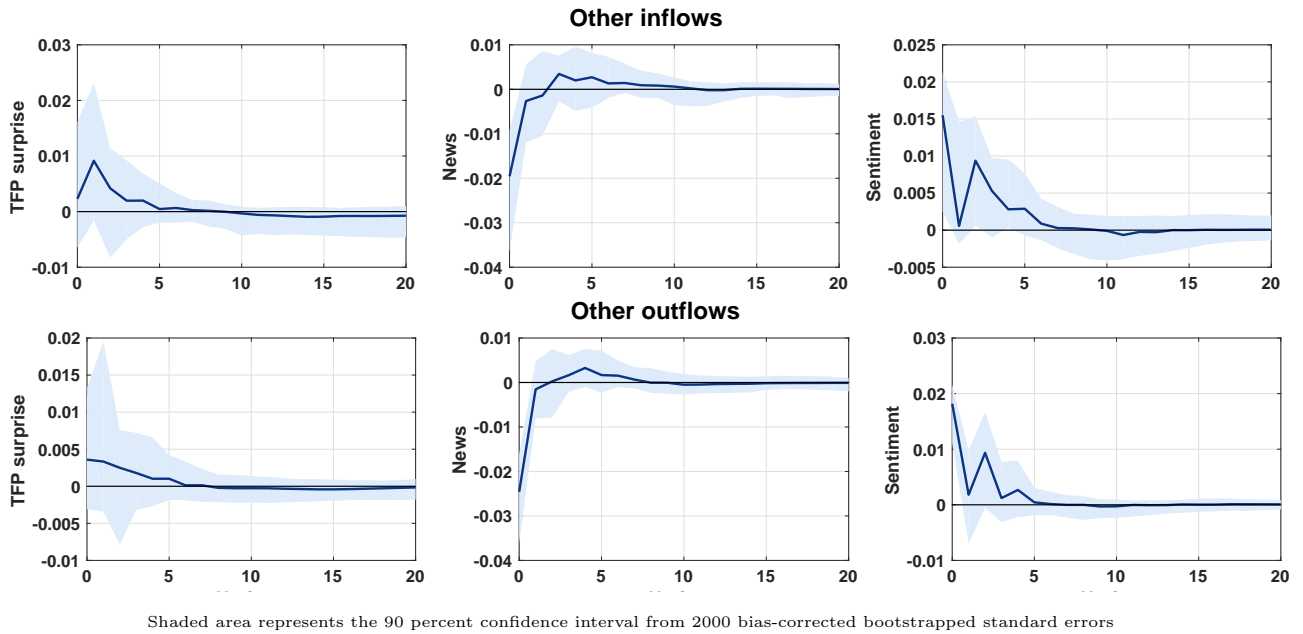 Other inflows
TFP surprise
0.03
0.02
0.01
0
-0.01
0 5 10 15 20
News
0.01
0
-0.01
-0.02
-0.03
-0.04
0 5 10 15 20
Sentiment
0.025
0.02
0.015
0.01
0.005
0
-0.005
0 5 10 15 20
Other outflows
TFP surprise
0.02
0.015
0.01
0.005
0
-0.005
-0.01
0 5 10 15 20
News
0.01
0
-0.01
-0.02
-0.03
-0.04
0 5 10 15 20
Sentiment
0.03
0.02
0.01
0
-0.01
0 5 10 15 20
Shaded area represents the 90 percent confidence interval from 2000 bias-corrected bootstrapped standard errors